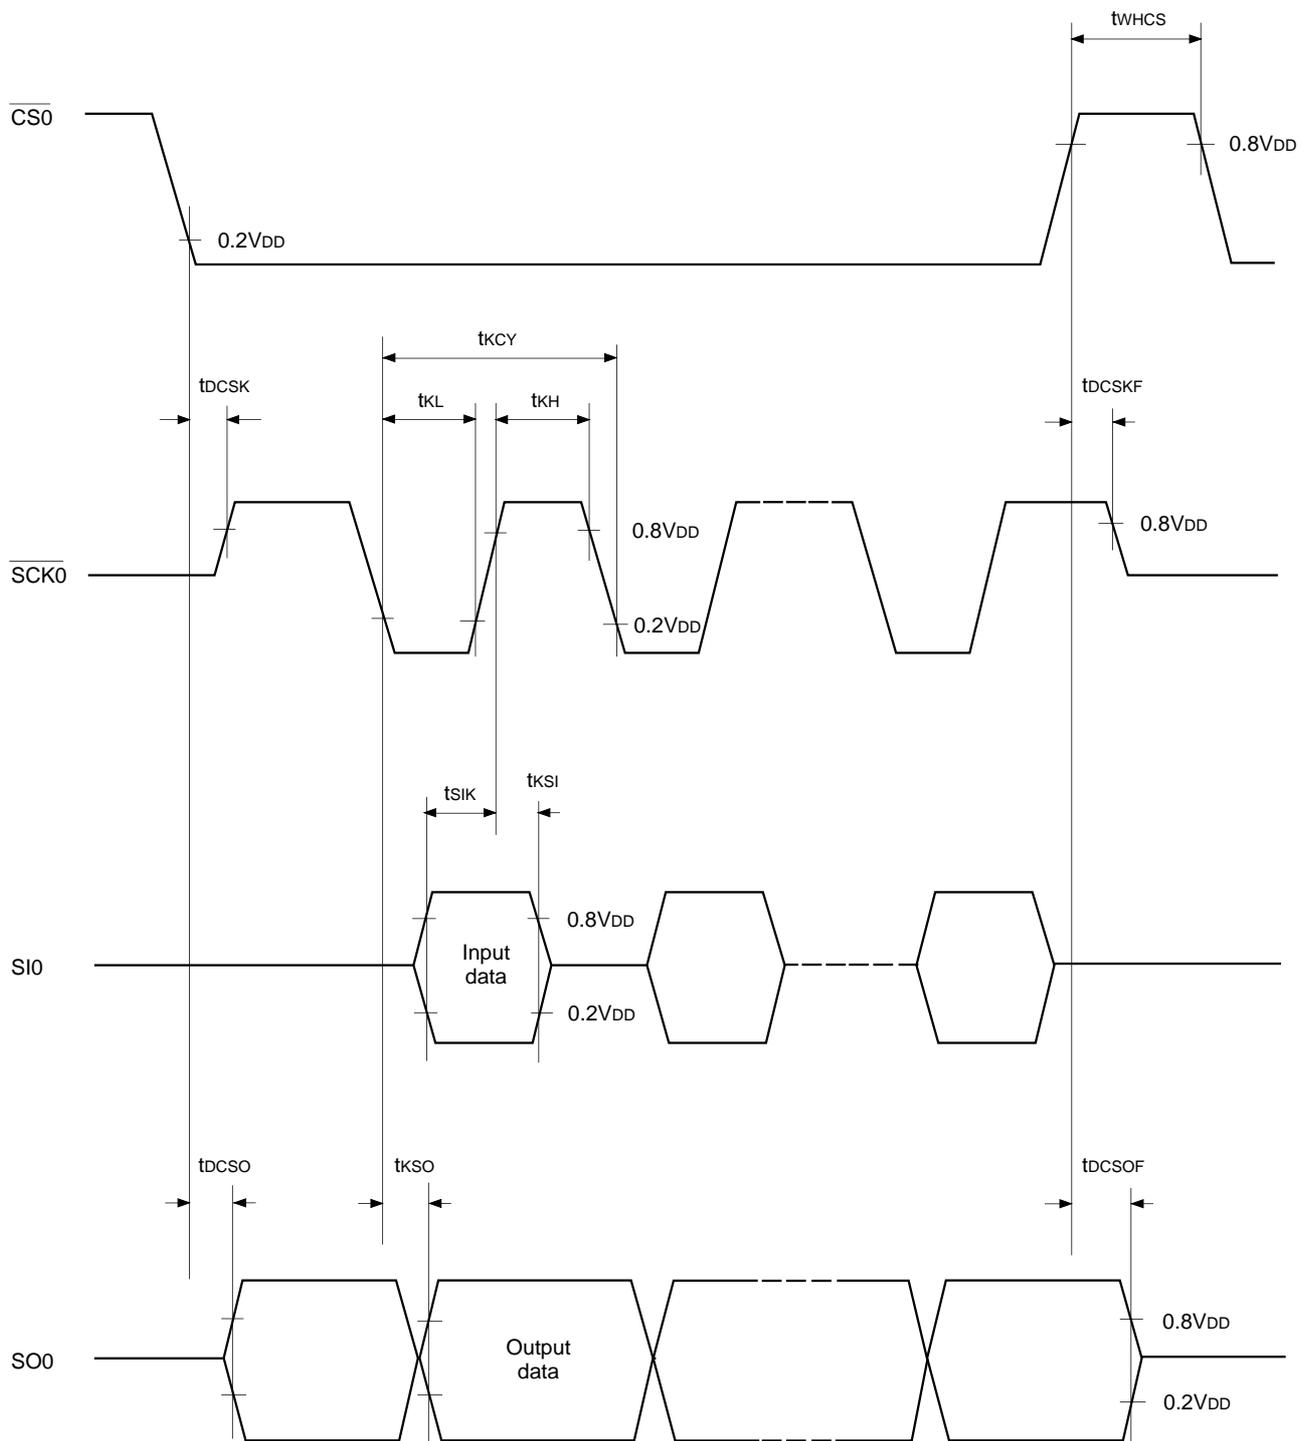 tWHCS
CS0
0.8VDD
0.2VDD
tKCY
tDCSK
tKL
tKH
tDCSKF
0.8VDD
0.8VDD
SCK0
0.2VDD
tSIK
tKSI
0.8VDD
Input
data
SI0
0.2VDD
tDCSO
tKSO
tDCSOF
0.8VDD
Output
data
SO0
0.2VDD